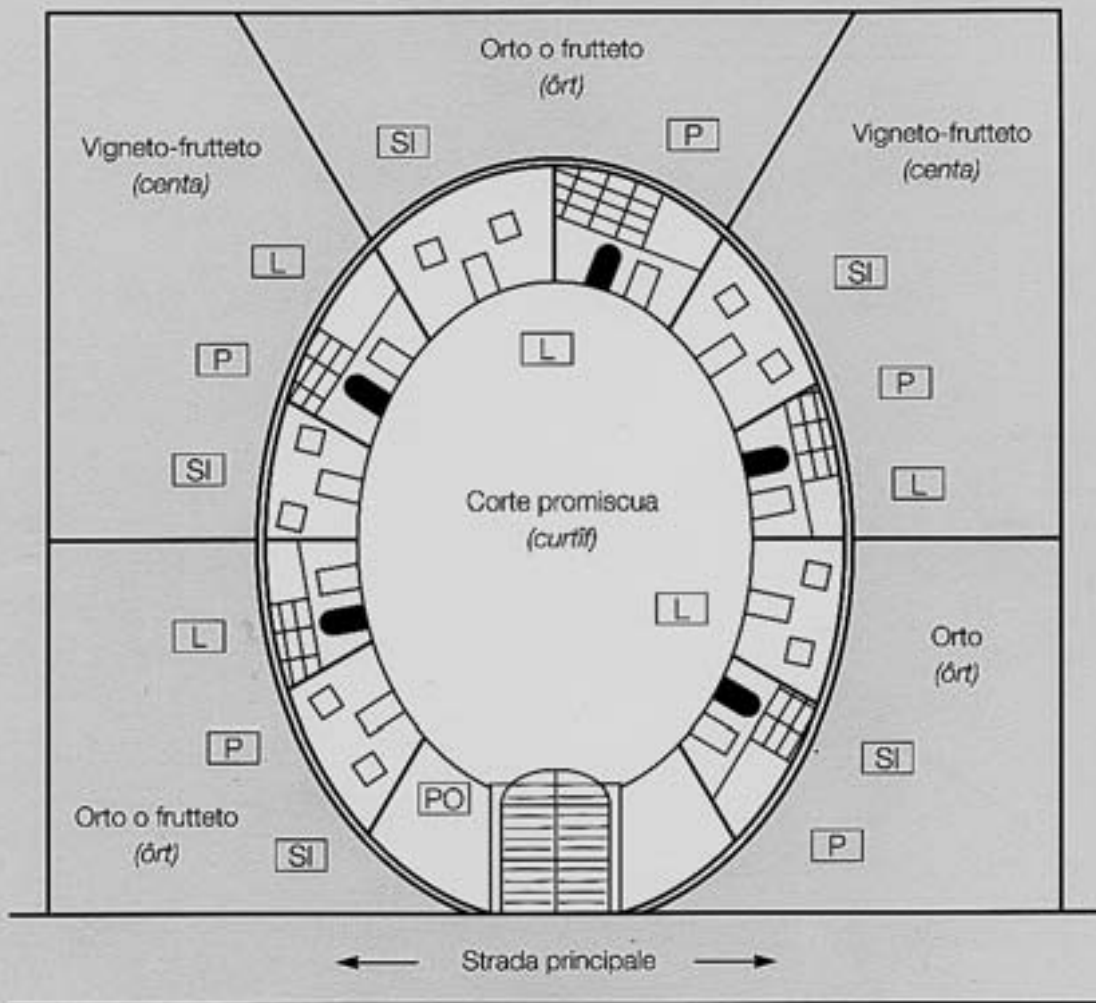 Orto o frutteto
(ôrt)
SI
P
Vigneto-frutteto
(centa)
Vigneto-frutteto
(centa)
L
SI
P
L
P
SI
L
Corte promiscua
(curtîf)
L
L
Orto
(ôrt)
P
SI
PO
Orto o frutteto
(ôrt)
SI
P
Strada principale